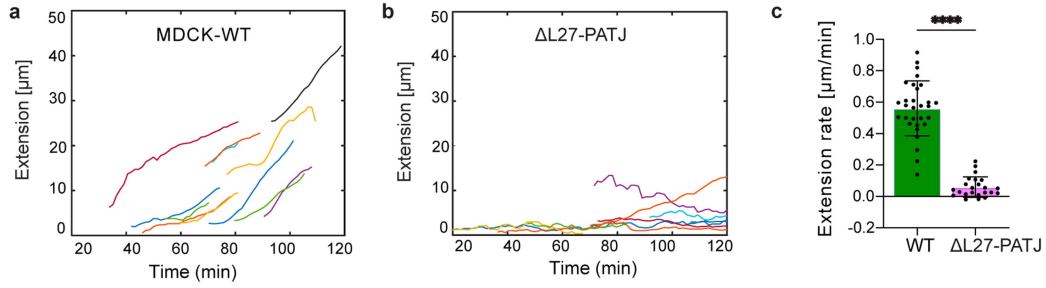 a
MDCK-WT
Extension [µm]
50
40
30
20
10
0
20 40 60 80 100 120
Time (min)
b
ΔL27-PATJ
Extension [µm]
50
40
30
20
10
0
20 40 60 80 100 120
Time (min)
c
****
Extension rate [µm/min]
1.0
0.8
0.6
0.4
0.2
0.0
-0.2
WT ΔL27-PATJ